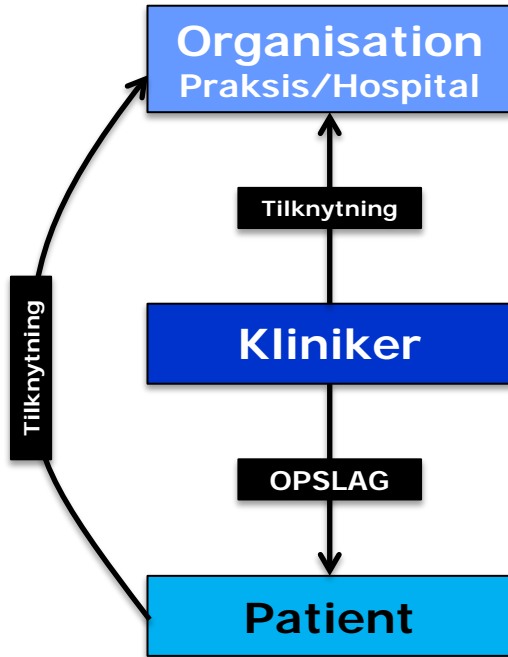 Organisation
Praksis/Hospital
Tilknytning
Tilknytning
Kliniker
OPSLAG
Patient